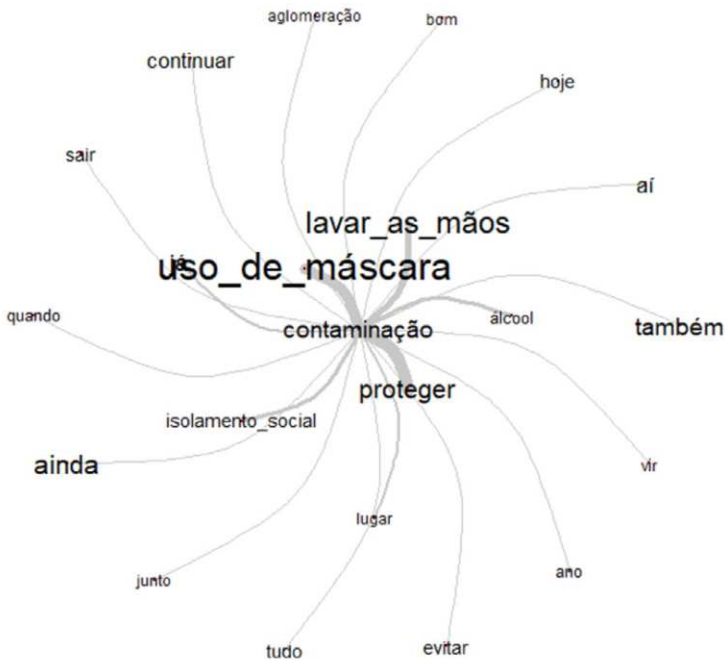 aglomeração
bom
continuar
hoje
sair
aí
lavar_as_mãos
uso_de_máscara
já
quando
álcool
também
contaminação
proteger
isolamento_social
ainda
vir
lugar
ano
junto
tudo
evitar